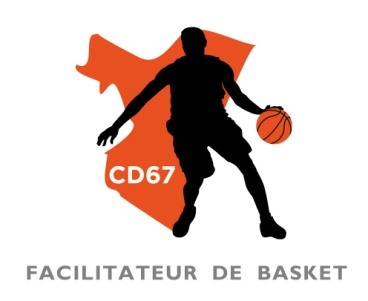 CD67
FACILITATEUR DE BASKET